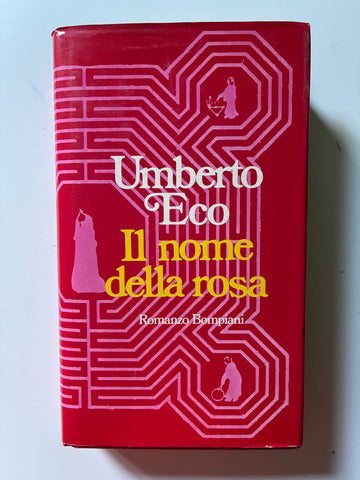 Umberto
Eco
Il nome
della rosa
Romanzo Bompiani